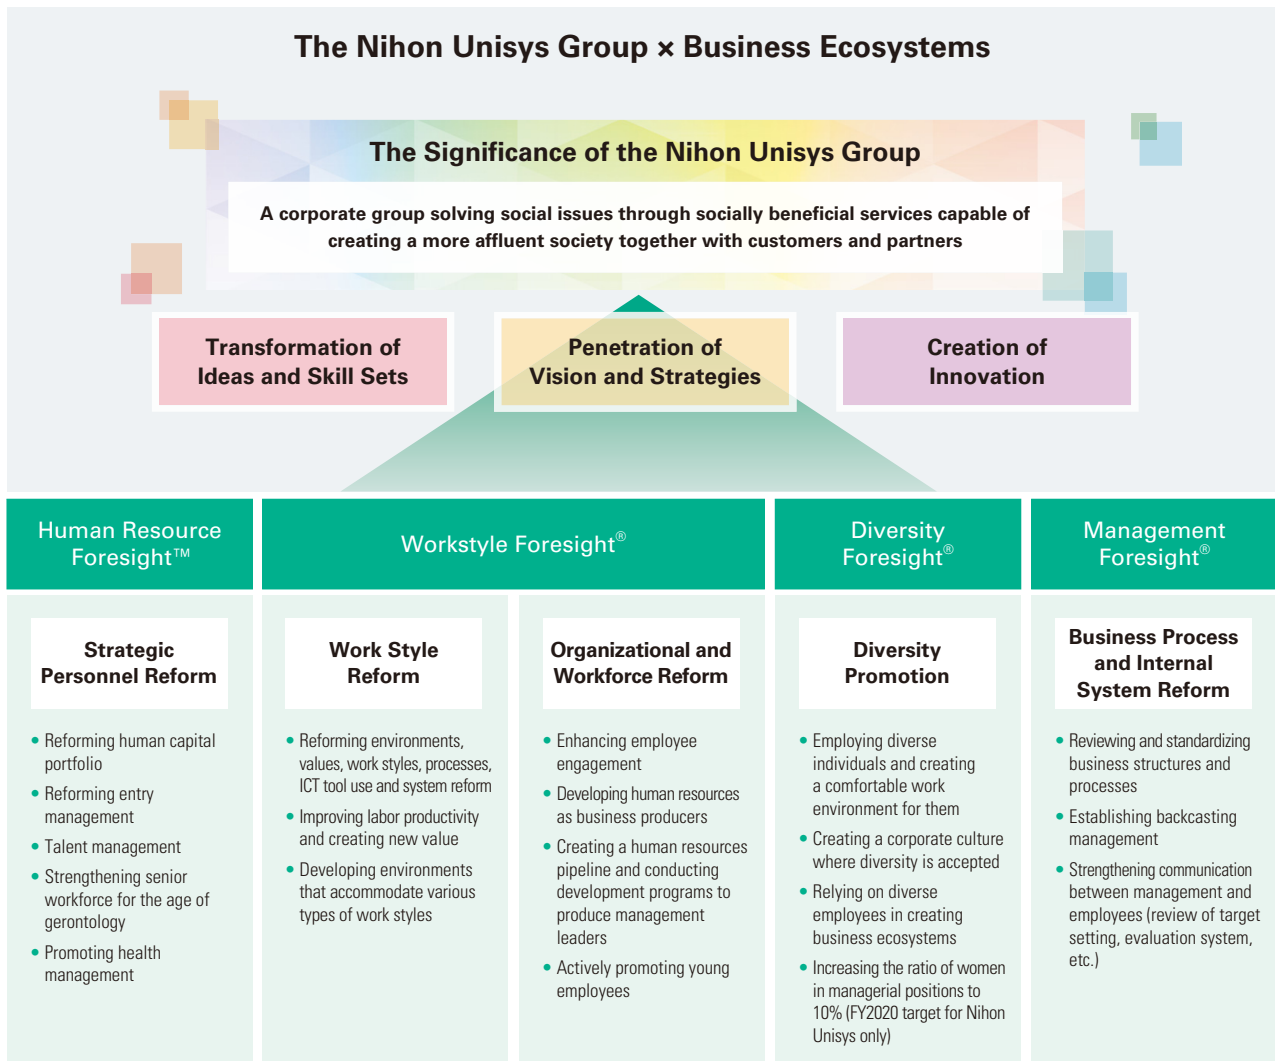 The Nihon Unisys Group × Business Ecosystems
The Significance of the Nihon Unisys Group
A corporate group solving social issues through socially beneficial services capable of
creating a more affluent society together with customers and partners
Transformation of
Ideas and Skill Sets
Penetration of
Vision and Strategies
Creation of
Innovation
Human Resource
Foresight™
Workstyle Foresight®
Diversity
Foresight®
Management
Foresight®
Strategic
Personnel Reform
• Reforming human capital
portfolio
• Reforming entry
management
• Talent management
• Strengthening senior
workforce for the age of
gerontology
• Promoting health
management
Work Style
Reform
• Reforming environments,
values, work styles, processes,
ICT tool use and system reform
• Improving labor productivity
and creating new value
• Developing environments
that accommodate various
types of work styles
Organizational and
Workforce Reform
• Enhancing employee
engagement
• Developing human resources
as business producers
• Creating a human resources
pipeline and conducting
development programs to
produce management
leaders
• Actively promoting young
employees
Diversity
Promotion
• Employing diverse
individuals and creating
a comfortable work
environment for them
• Creating a corporate culture
where diversity is accepted
• Relying on diverse
employees in creating
business ecosystems
• Increasing the ratio of women
in managerial positions to
10% (FY2020 target for Nihon
Unisys only)
Business Process
and Internal
System Reform
• Reviewing and standardizing
business structures and
processes
• Establishing backcasting
management
• Strengthening communication
between management and
employees (review of target
setting, evaluation system,
etc.)